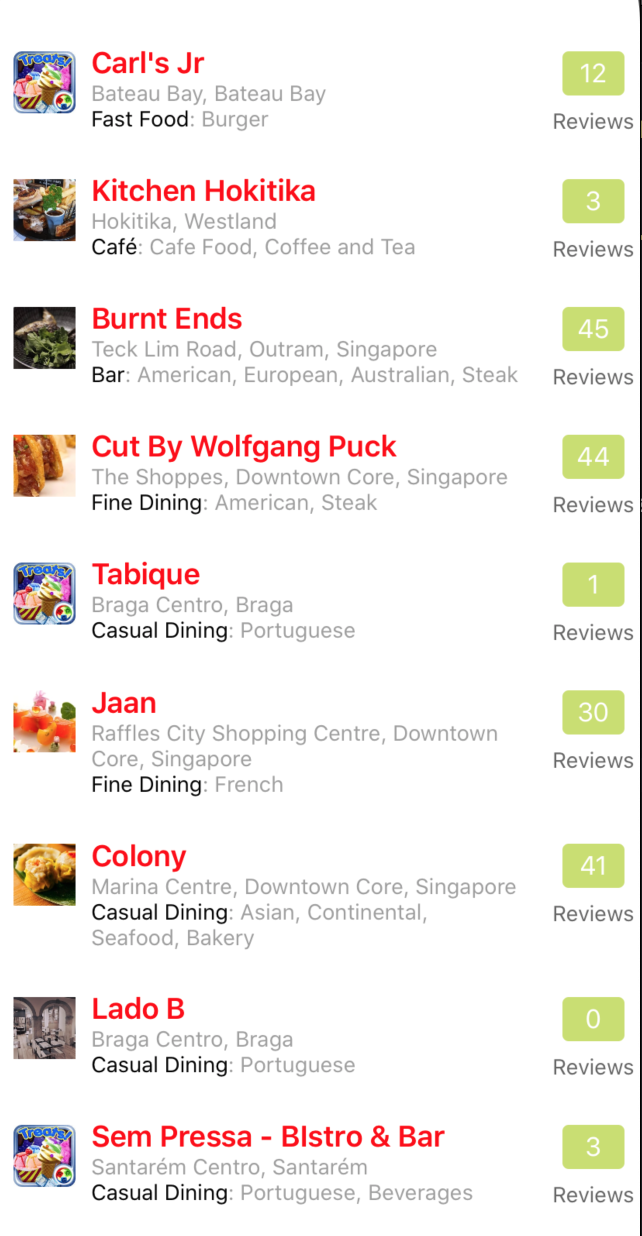 Treats!
Carl's Jr
12
Bateau Bay, Bateau Bay
Fast Food: Burger
Reviews
Kitchen Hokitika
3
Hokitika, Westland
Café: Cafe Food, Coffee and Tea
Reviews
Burnt Ends
45
Teck Lim Road, Outram, Singapore
Bar: American, European, Australian, Steak
Reviews
Cut By Wolfgang Puck
44
The Shoppes, Downtown Core, Singapore
Fine Dining: American, Steak
Reviews
Treats!
Tabique
1
Braga Centro, Braga
Casual Dining: Portuguese
Reviews
Jaan
30
Raffles City Shopping Centre, Downtown
Core, Singapore
Reviews
Fine Dining: French
Colony
41
Marina Centre, Downtown Core, Singapore
Casual Dining: Asian, Continental,
Reviews
Seafood, Bakery
Lado B
0
Braga Centro, Braga
Casual Dining: Portuguese
Reviews
Treats!
Sem Pressa - BIstro & Bar
3
Santarém Centro, Santarém
Casual Dining: Portuguese, Beverages
Reviews